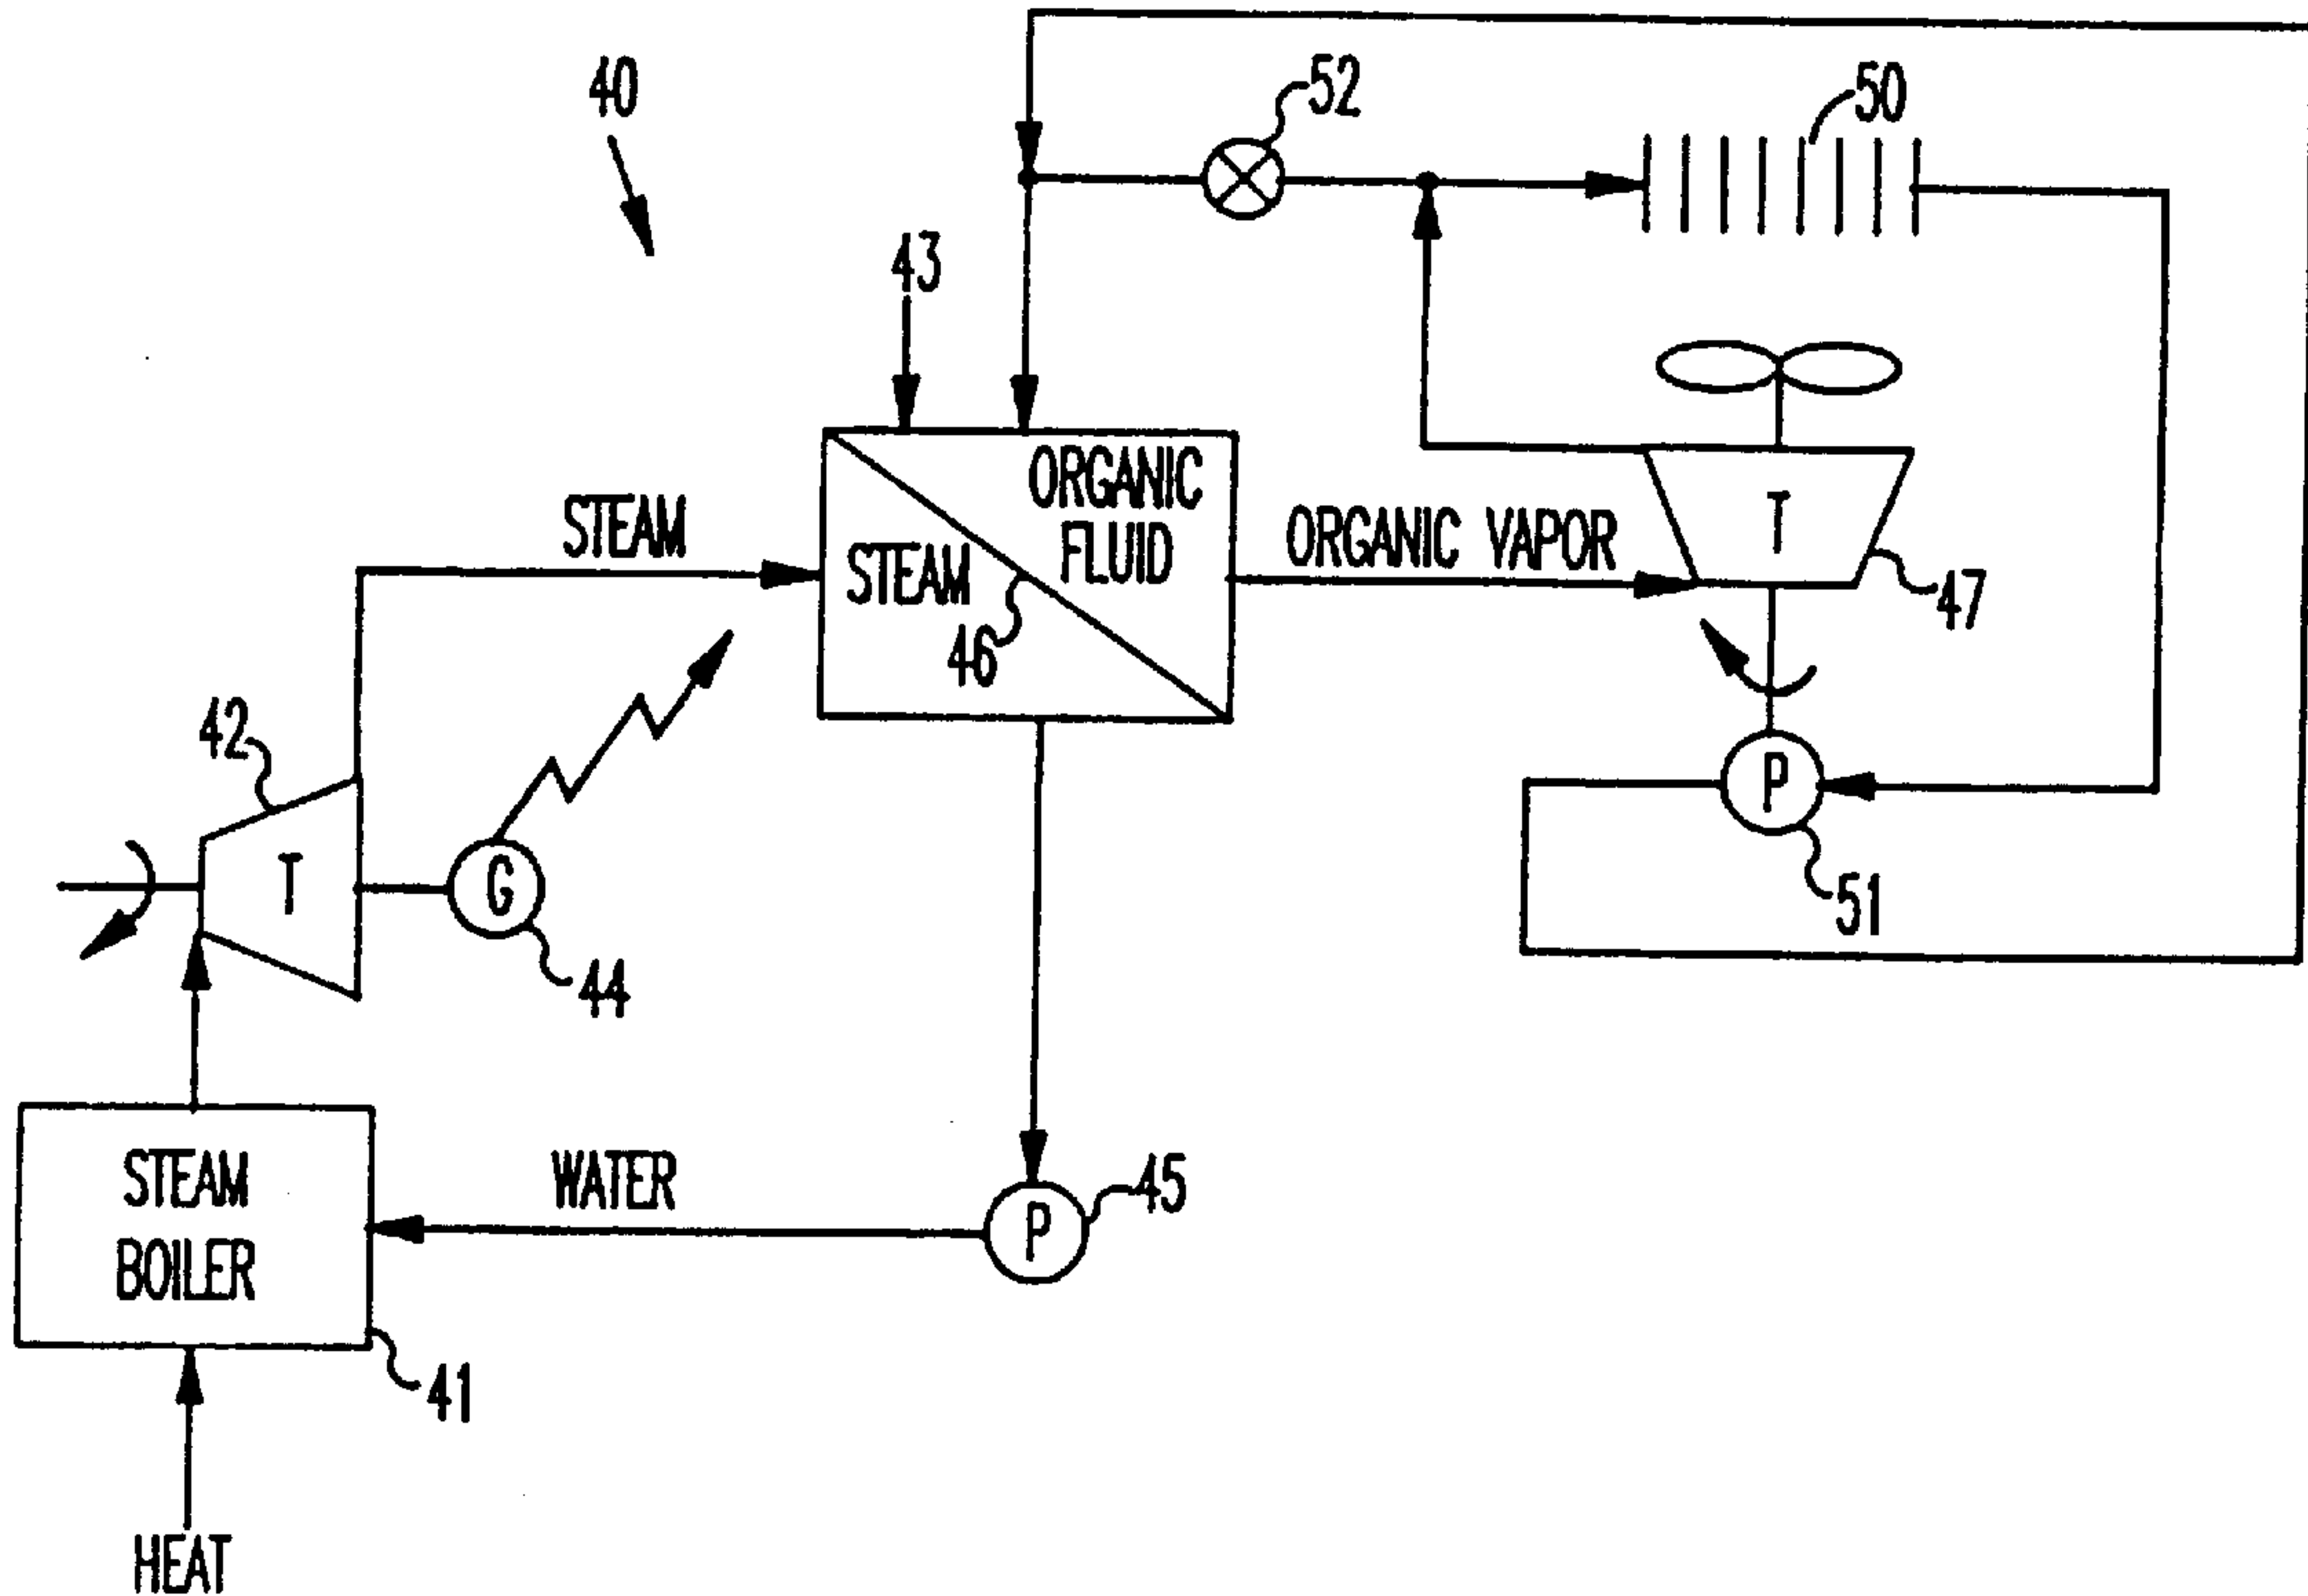 40
52
50
43
ORGANIC
FLUID
STEAM
STEAM
46
ORGANIC VAPOR
T
47
42
T
G
44
P
51
STEAM
BOILER
WATER
P
45
41
HEAT